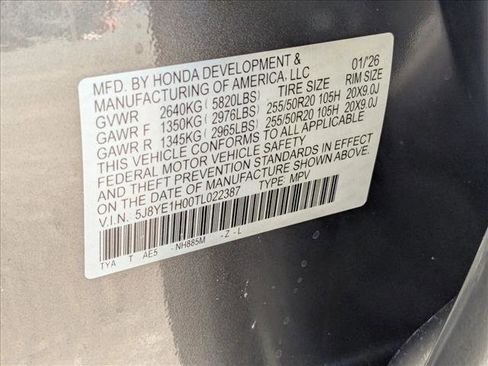 MFD. BY HONDA DEVELOPMENT & 01/26
MANUFACTURING OF AMERICA, LLC
GVWR 2640KG (5820LBS) TIRE SIZE RIM SIZE
GAWR F 1350KG (2976LBS) 255/50R20 105H 20X9.0J
GAWR R 1345KG (2965LBS) 255/50R20 105H 20X9.0J
THIS VEHICLE CONFORMS TO ALL APPLICABLE
FEDERAL MOTOR VEHICLE SAFETY
AND THEFT PREVENTION STANDARDS IN EFFECT
ON THE DATE OF MANUFACTURE SHOWN ABOVE.
V.I.N. 5J8YE1H00TL022387 TYPE: MPV
TYA T AE5 -NH885M -Z -L